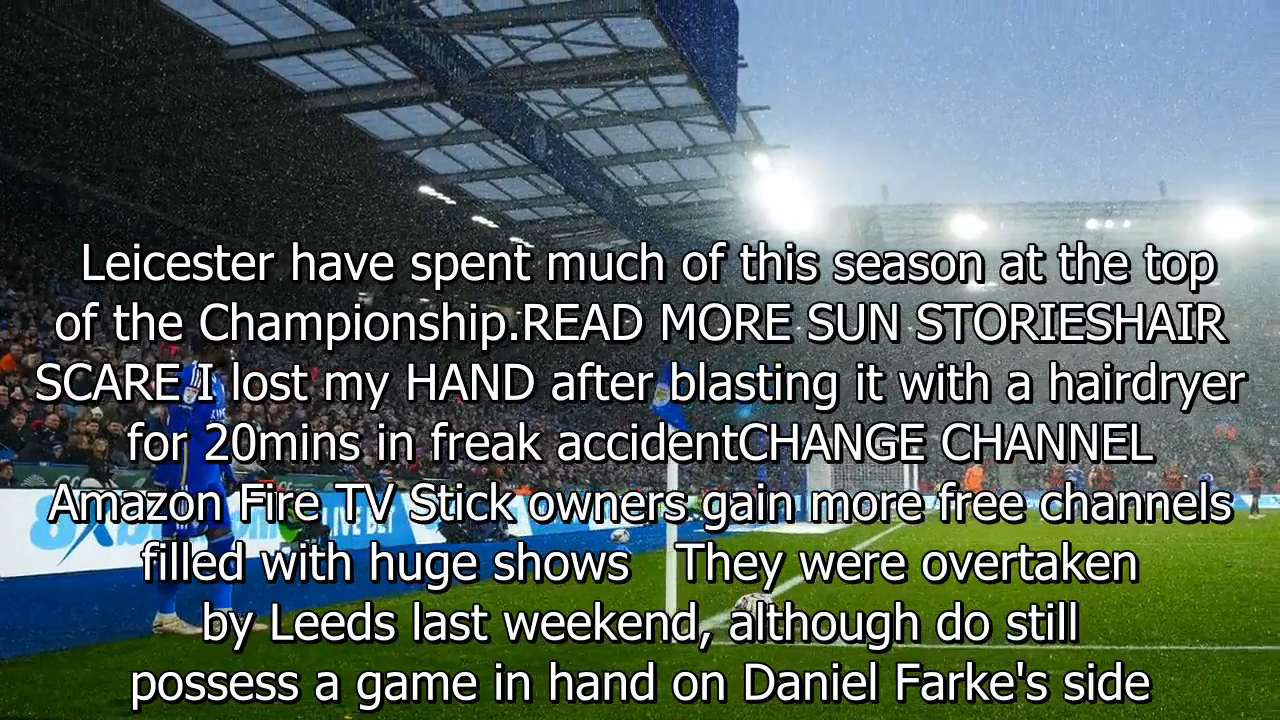 Leicester have spent much of this season at the top
of the Championship.READ MORE SUN STORIESHAIR
SCARE I lost my HAND after blasting it with a hairdryer
for 20mins in freak accidentCHANGE CHANNEL
Amazon Fire TV Stick owners gain more free channels
filled with huge shows    They were overtaken
by Leeds last weekend, although do still
possess a game in hand on Daniel Farke's side